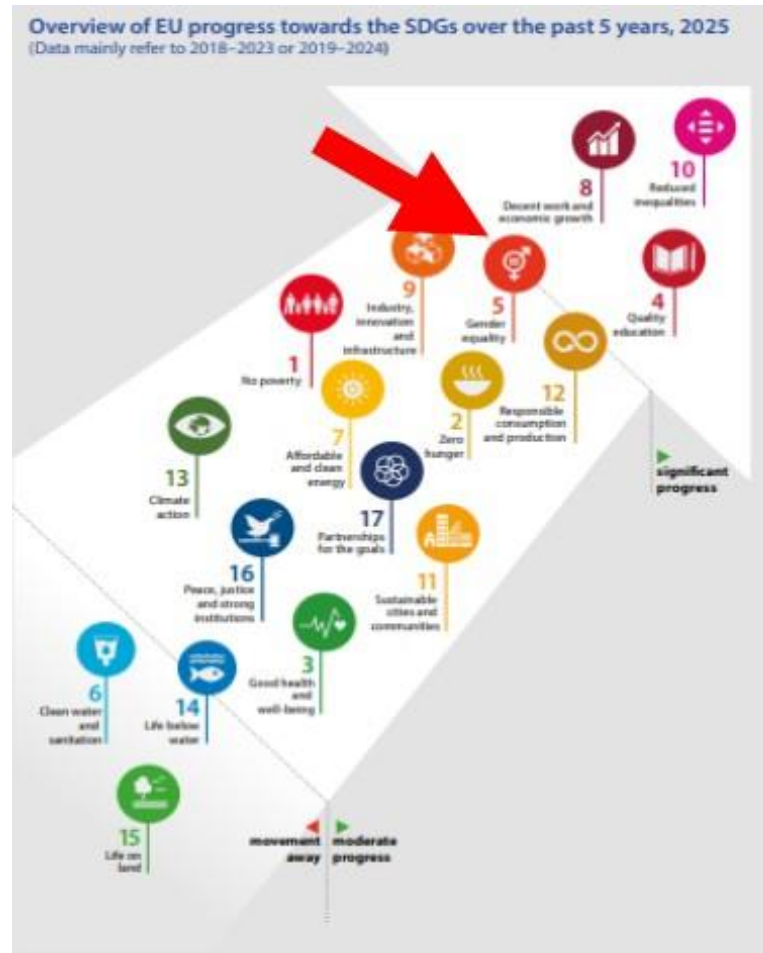 Overview of EU progress towards the SDGs over the past 5 years, 2025
(Data mainly refer to 2018–2023 or 2019–2024)
10
Reduced
inequalities
8
Decent work and
economic growth
4
Quality
education
5
Gender
equality
9
Industry,
innovation
and
infrastructure
1
No poverty
12
Responsible
consumption
and production
2
Zero
hunger
7
Affordable
and clean
energy
13
Climate
action
17
Partnerships
for the goals
significant
progress
16
Peace, justice
and strong
institutions
11
Sustainable
cities and
communities
3
Good health
and
well-being
6
Clean water
and
sanitation
14
Life below
water
15
Life on
land
movement
away
moderate
progress